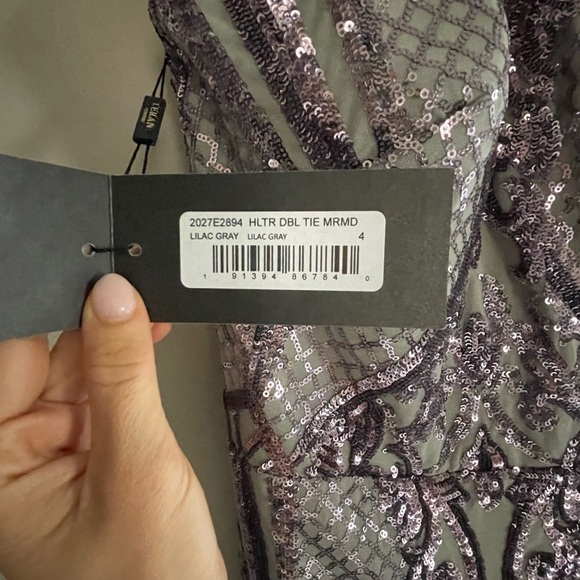 2027E2894 HLTR DBL TIE MRMD
LILAC GRAY LILAC GRAY 4
1 91394 86784 0